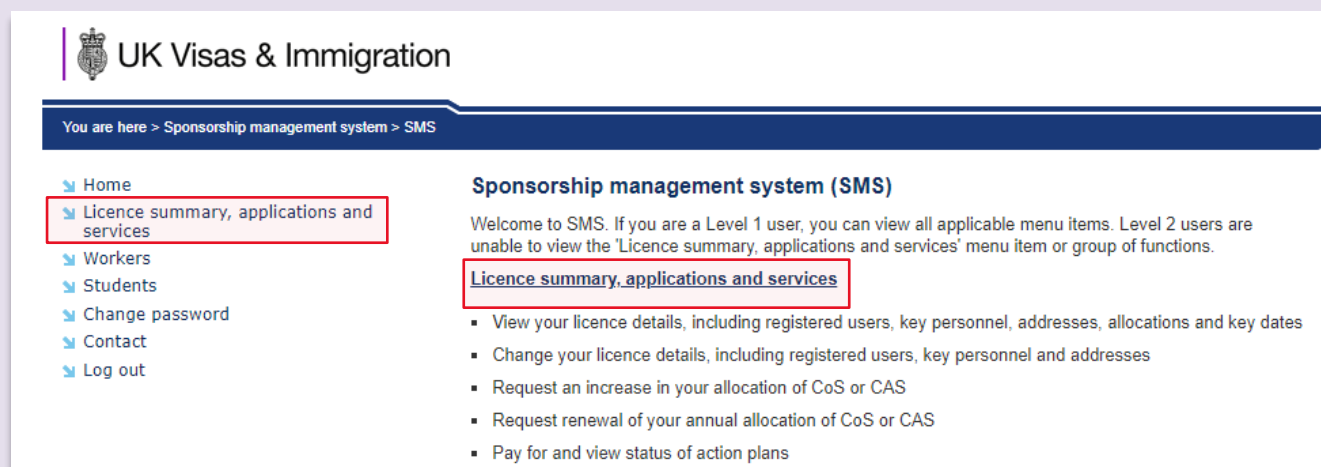 UK Visas & Immigration
You are here > Sponsorship management system > SMS
Home
Licence summary, applications and
services
Workers
Students
Change password
Contact
Log out
Sponsorship management system (SMS)
Welcome to SMS. If you are a Level 1 user, you can view all applicable menu items. Level 2 users are
unable to view the 'Licence summary, applications and services' menu item or group of functions.
Licence summary, applications and services
▪ View your licence details, including registered users, key personnel, addresses, allocations and key dates
▪ Change your licence details, including registered users, key personnel and addresses
▪ Request an increase in your allocation of CoS or CAS
▪ Request renewal of your annual allocation of CoS or CAS
▪ Pay for and view status of action plans